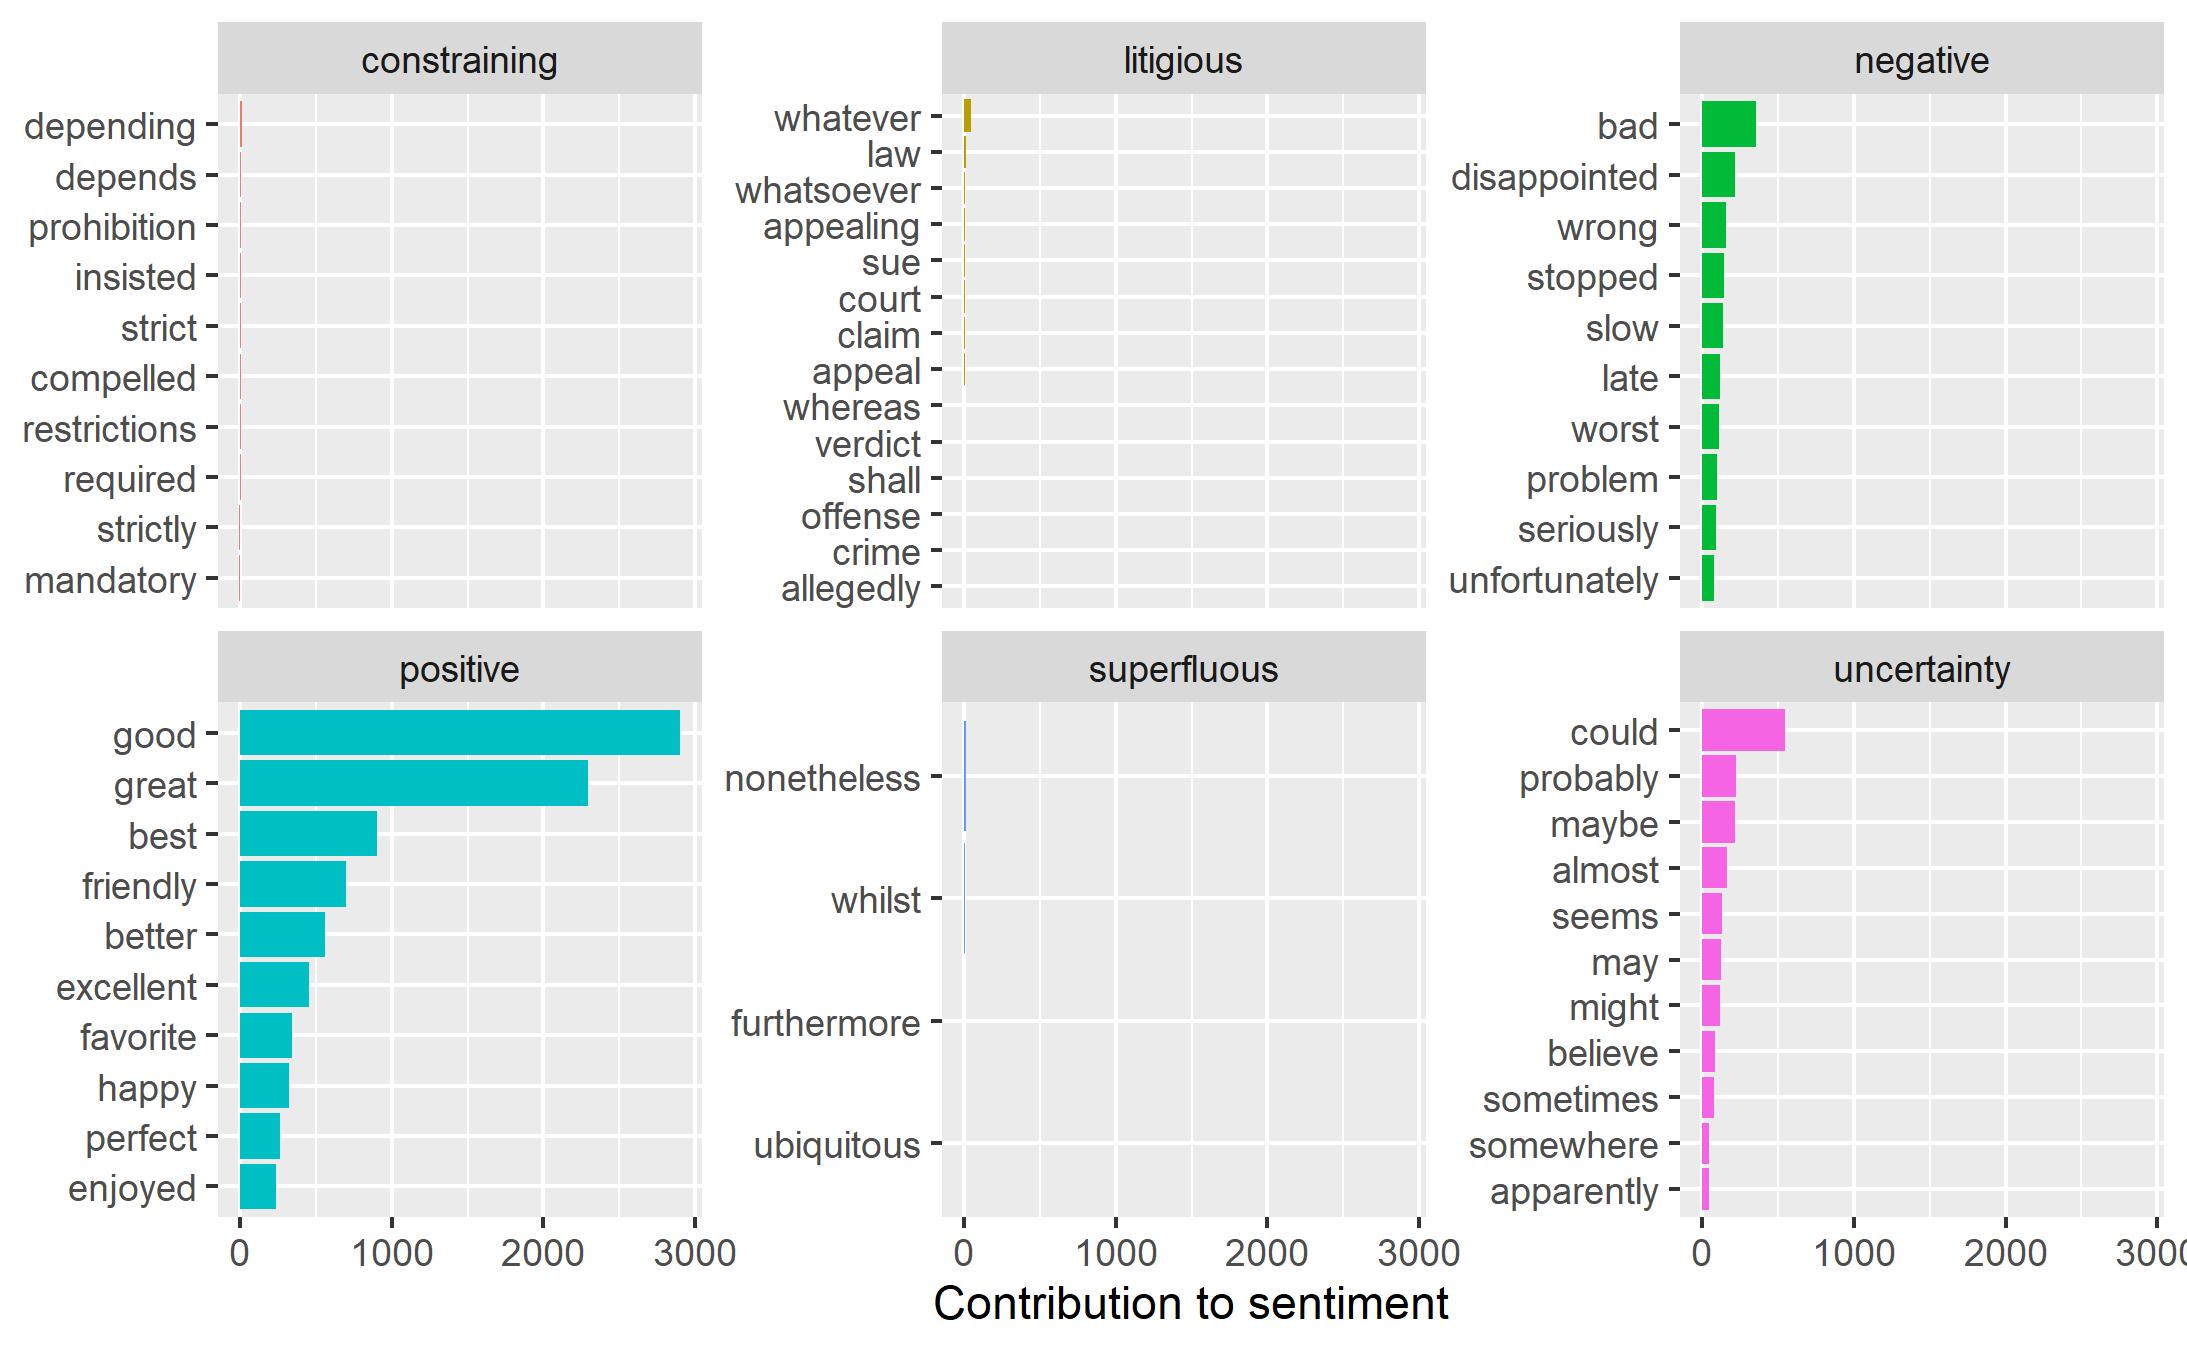 constraining
depending
depends
prohibition
insisted
strict
compelled
restrictions
required
strictly
mandatory
litigious
whatever
law
whatsoever
appealing
sue
court
claim
appeal
whereas
verdict
shall
offense
crime
allegedly
negative
bad
disappointed
wrong
stopped
slow
late
worst
problem
seriously
unfortunately
positive
good
great
best
friendly
better
excellent
favorite
happy
perfect
enjoyed
0 1000 2000 3000
superfluous
nonetheless
whilst
furthermore
ubiquitous
0 1000 2000 3000
uncertainty
could
probably
maybe
almost
seems
may
might
believe
sometimes
somewhere
apparently
0 1000 2000 3000
Contribution to sentiment